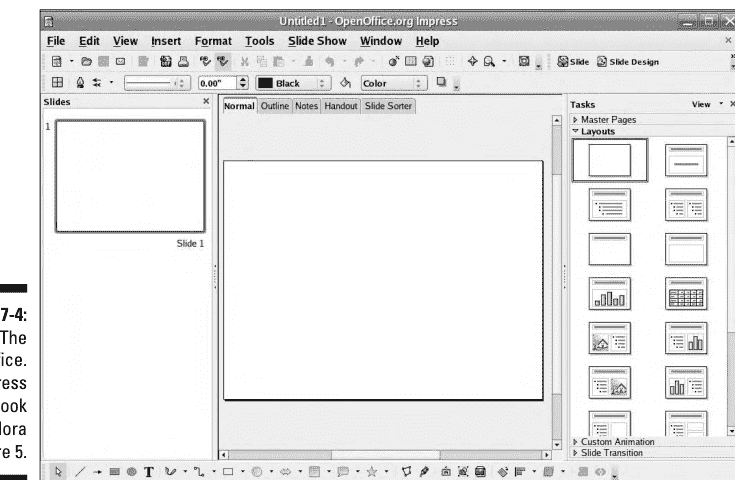 Untitled1 - OpenOffice.org Impress
File Edit View Insert Format Tools Slide Show Window Help
Slide Slide Design
0.00" Black Color
Slides
1
Slide 1
Normal Outline Notes Handout Slide Sorter
Tasks View
Master Pages
Layouts
Custom Animation
Slide Transition
7-4:
The
fice.
ress
ook
dora
re 5.
T